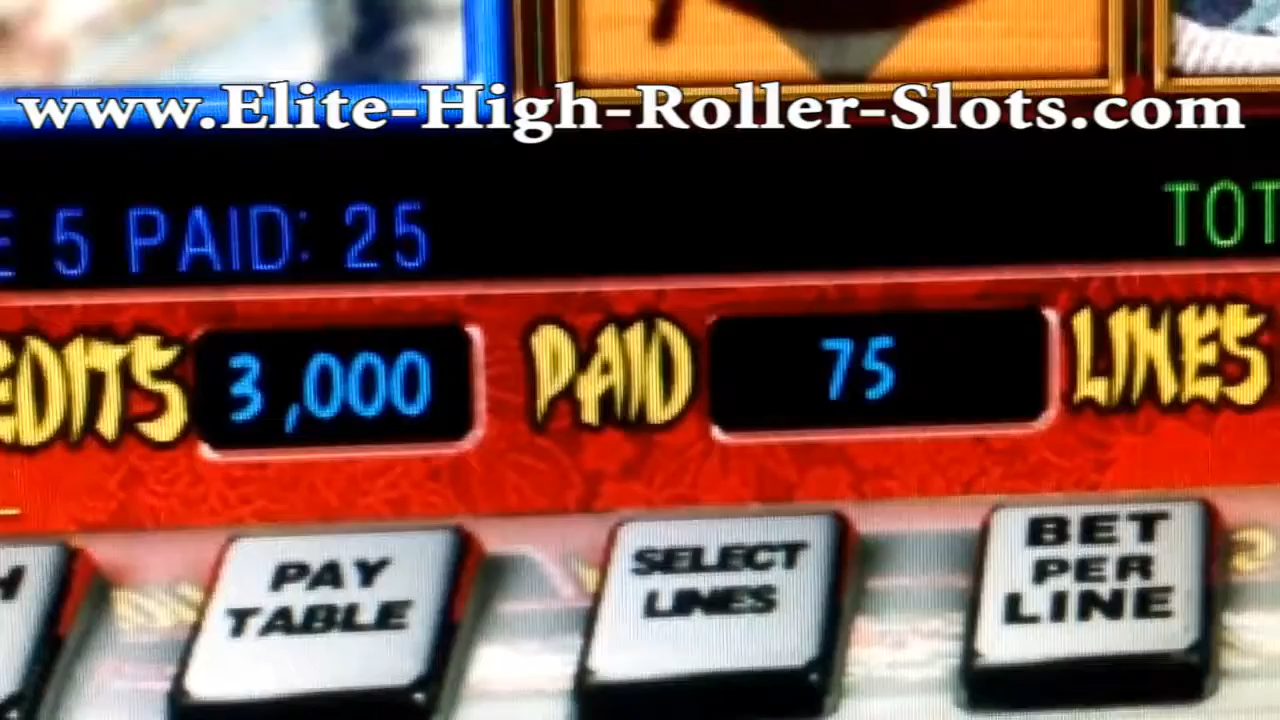 www.Elite-High-Roller-Slots.com
5 PAID: 25
3,000 PAID 75 LINES
PAY
TABLE
SELECT
LINES
BET
PER
LINE